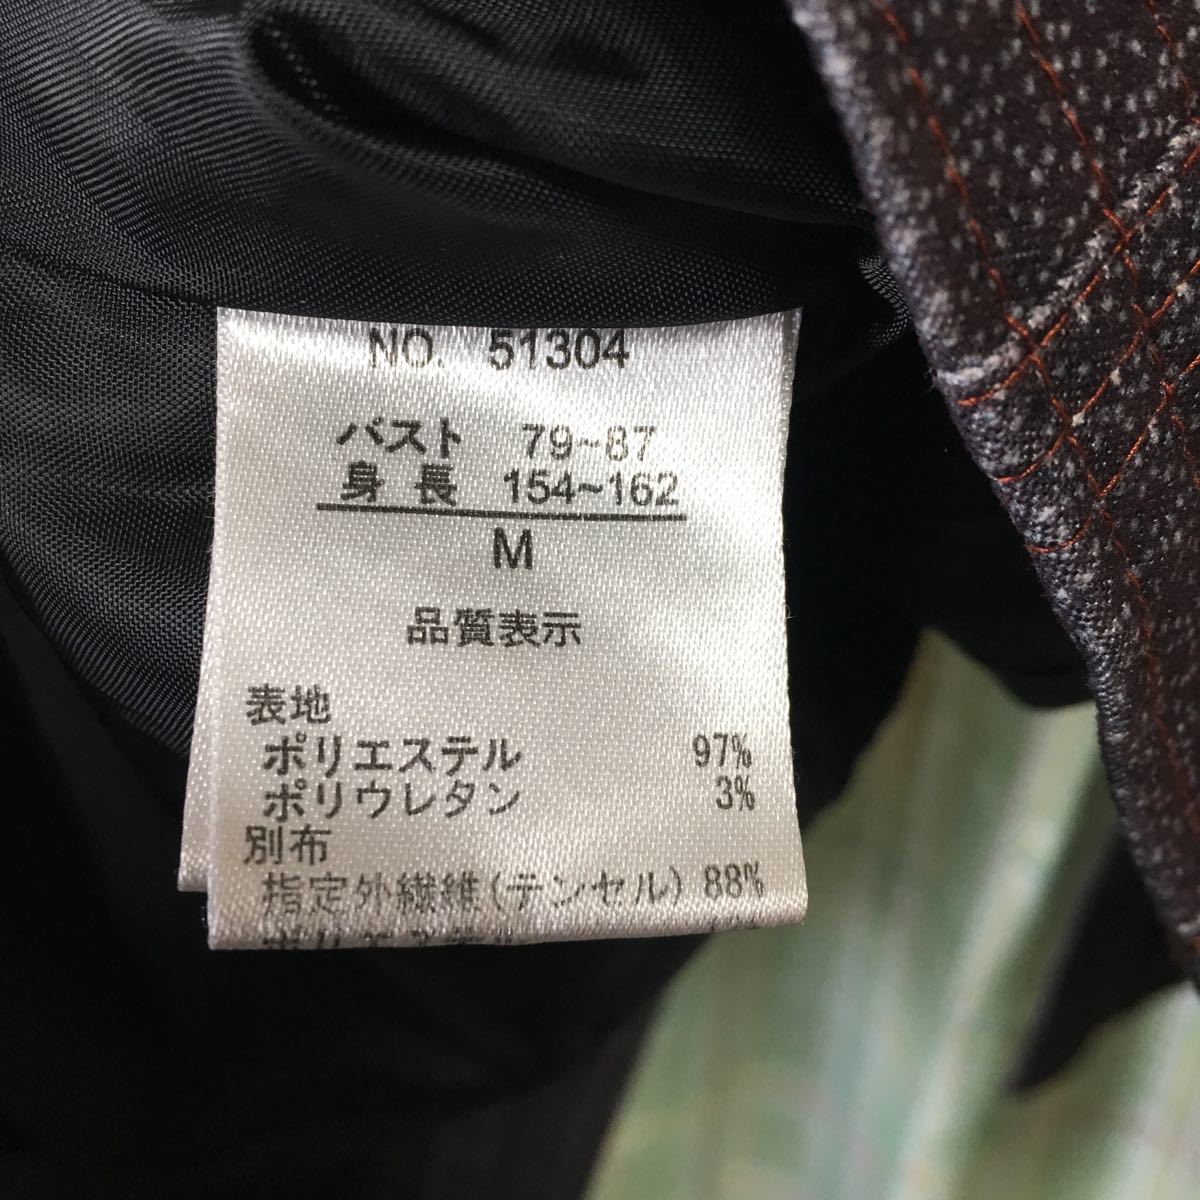 NO. 51304
バスト 79~87
身長 154~162
M
品質表示
表地
ポリエステル 97%
ポリウレタン 3%
別布
指定外繊維(テンセル) 88%